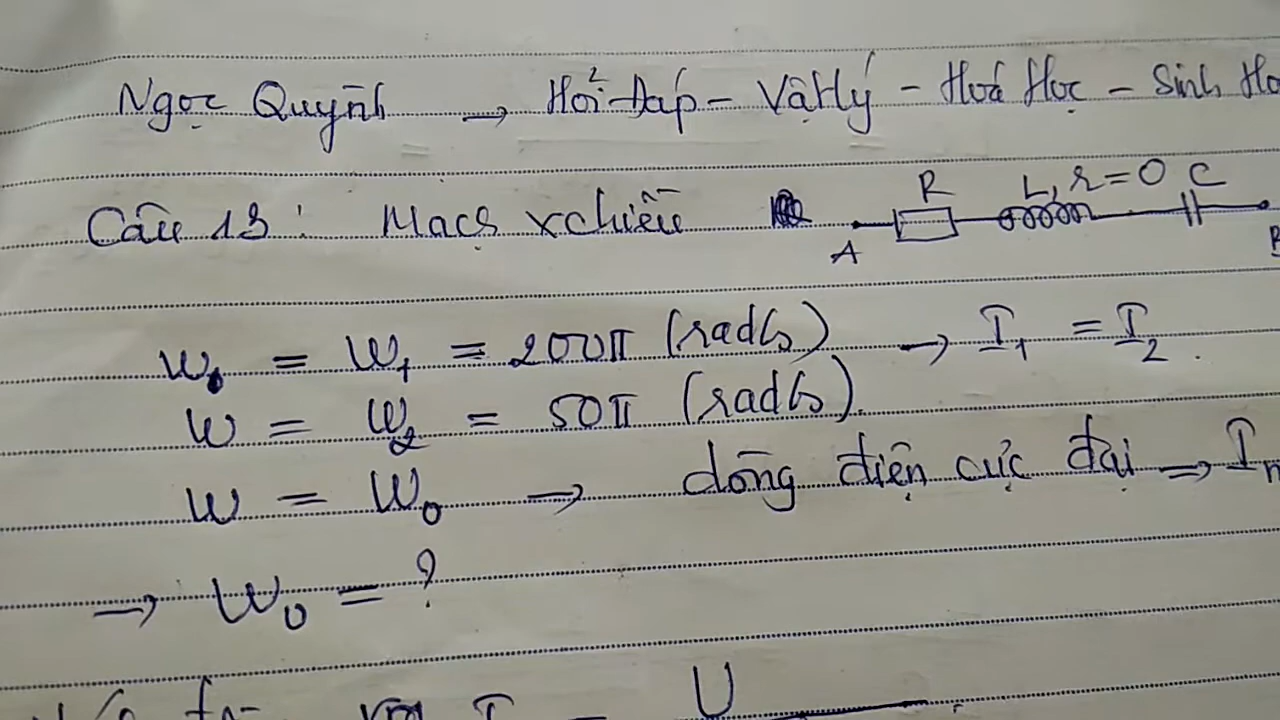 Ngọc Quỳnh → Hỏi-Đáp - Vật lý - Hoá Học - Sinh
Câu 13: Mạch xchiều
A R L, r=0 C B
ω = ω₁ = 200π (rad/s) → I₁ = I₂.
ω = ω₂ = 50π (rad/s).
ω = ω₀ → dòng điện cực đại → I
→ ω₀ = ?
U